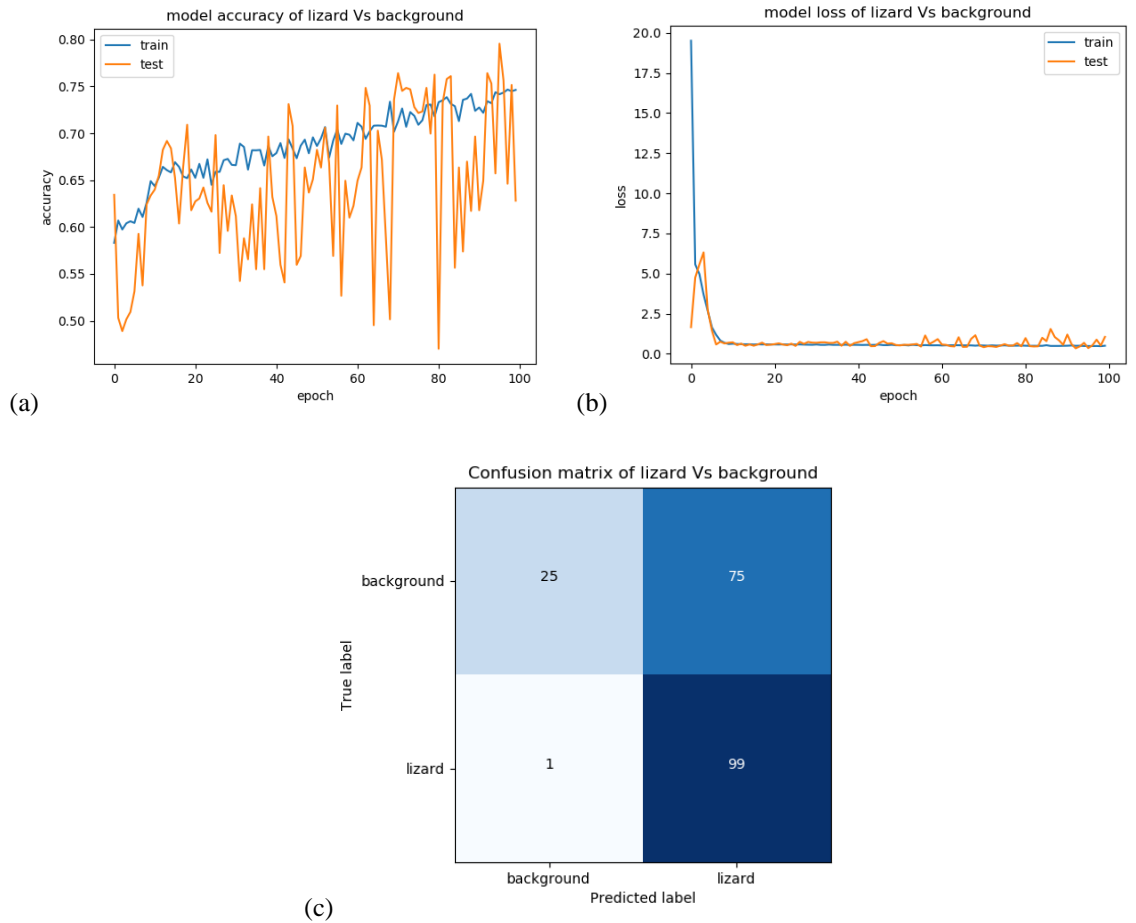 model accuracy of lizard Vs background
train
test
0.80
0.75
0.70
0.65
0.60
0.55
0.50
accuracy
0 20 40 60 80 100
epoch
(a)
model loss of lizard Vs background
train
test
20.0
17.5
15.0
12.5
10.0
7.5
5.0
2.5
0.0
loss
0 20 40 60 80 100
epoch
(b)
Confusion matrix of lizard Vs background
background 25 75
True label
lizard 1 99
background lizard
Predicted label
(c)